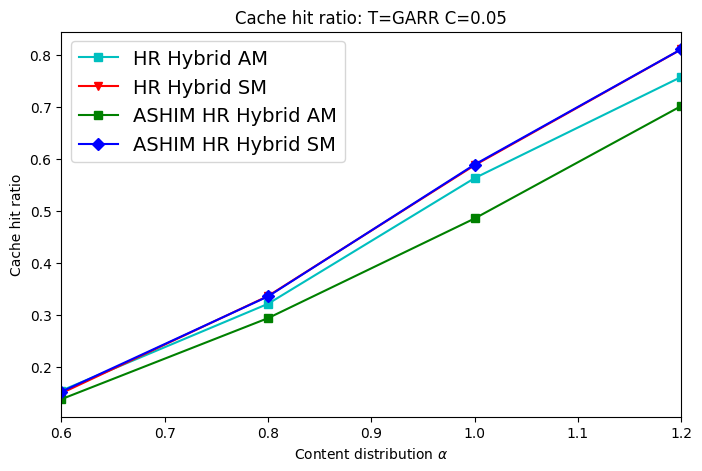 Cache hit ratio: T=GARR C=0.05
HR Hybrid AM
HR Hybrid SM
ASHIM HR Hybrid AM
ASHIM HR Hybrid SM
Cache hit ratio
0.8
0.7
0.6
0.5
0.4
0.3
0.2
0.6
0.7
0.8
0.9
1.0
1.1
1.2
Content distribution α